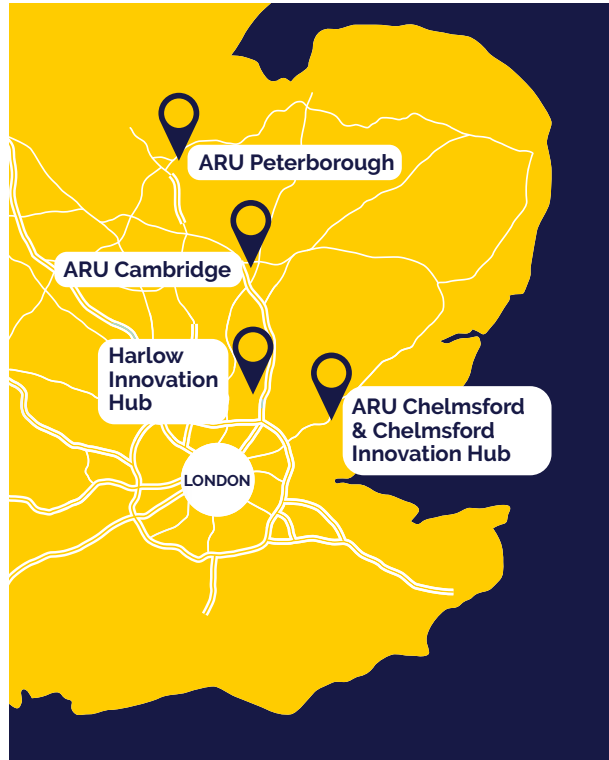 ARU Peterborough
ARU Cambridge
Harlow
Innovation
Hub
ARU Chelmsford
& Chelmsford
Innovation Hub
LONDON